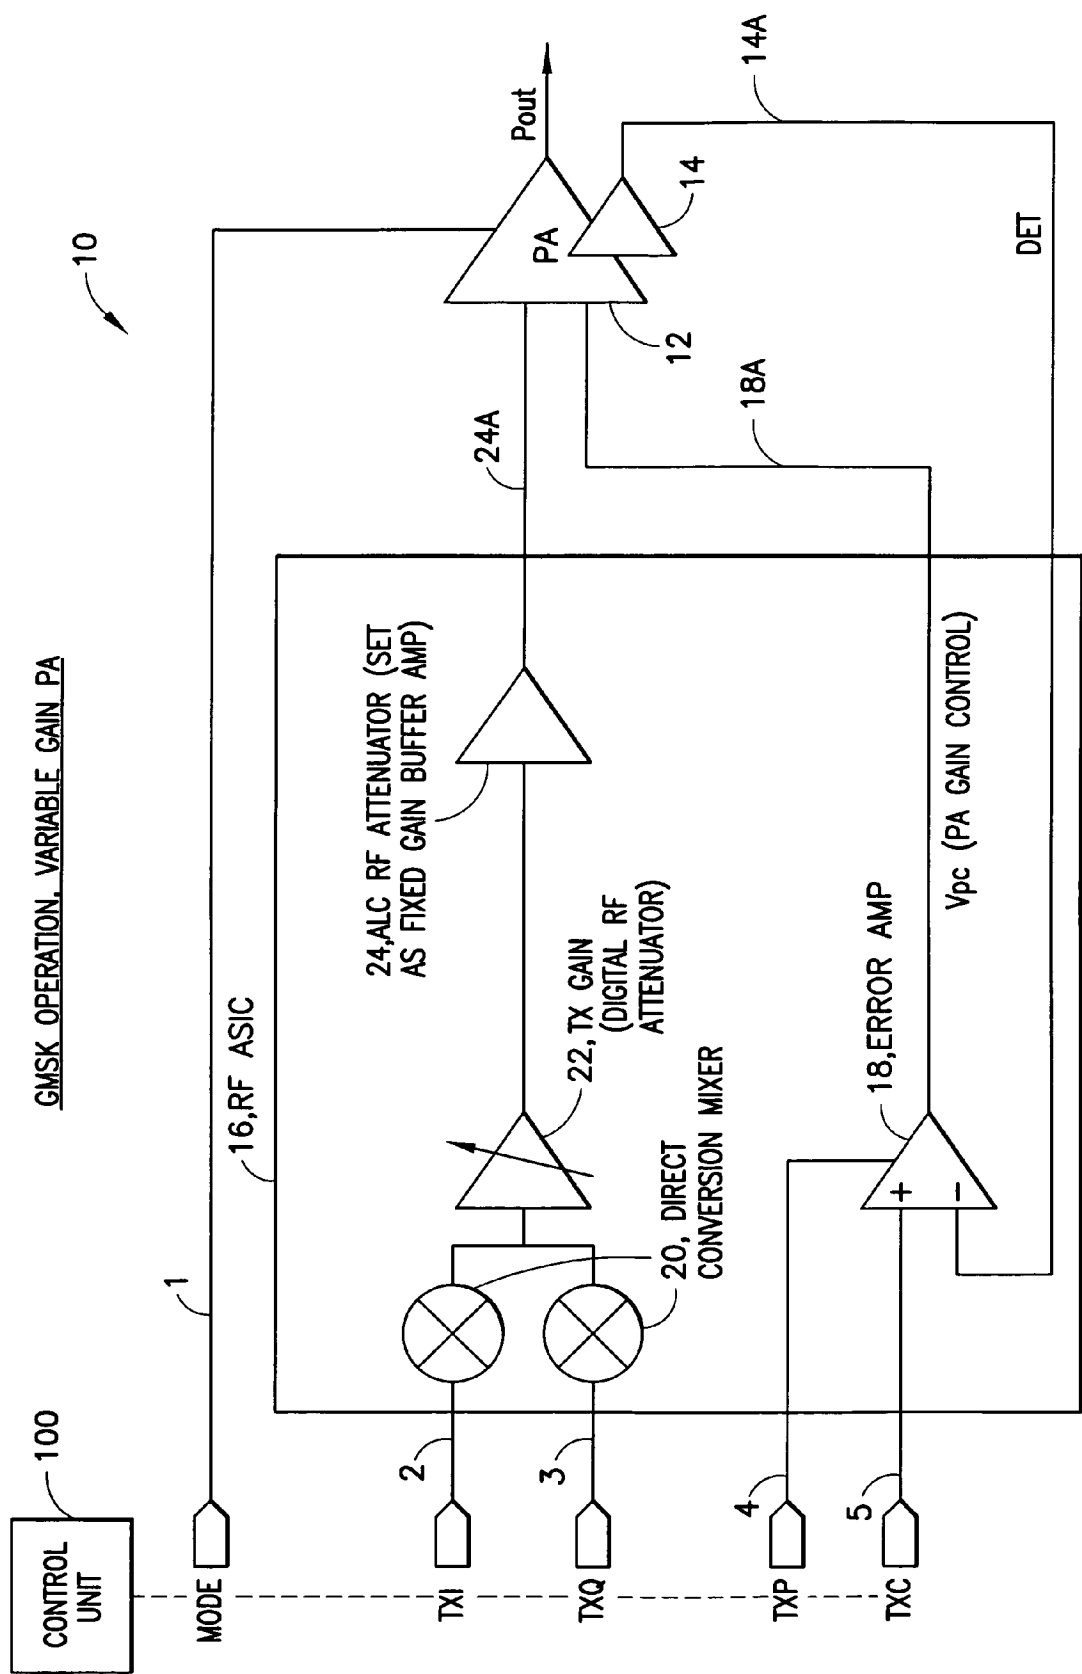 GMSK OPERATION, VARIABLE GAIN PA
10
CONTROL
UNIT
100
MODE
1
16,RF ASIC
TXI
2
TXQ
3
20, DIRECT
CONVERSION MIXER
22,TX GAIN
(DIGITAL RF
ATTENUATOR)
24,ALC RF ATTENUATOR (SET
AS FIXED GAIN BUFFER AMP)
24A
PA
Pout
12
14
14A
TXP
4
TXC
5
+
−
18,ERROR AMP
Vpc (PA GAIN CONTROL)
18A
DET